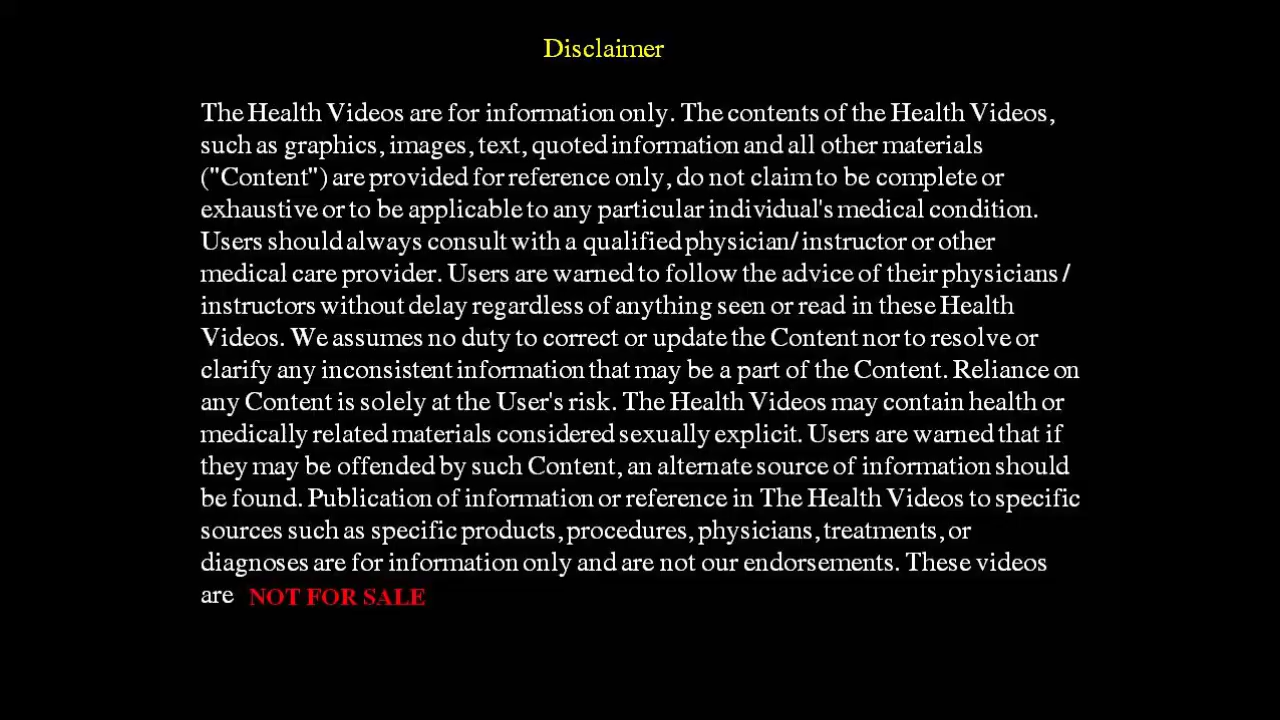 Disclaimer
The Health Videos are for information only. The contents of the Health Videos,
such as graphics, images, text, quoted information and all other materials
("Content") are provided for reference only, do not claim to be complete or
exhaustive or to be applicable to any particular individual's medical condition.
Users should always consult with a qualified physician/ instructor or other
medical care provider. Users are warned to follow the advice of their physicians /
instructors without delay regardless of anything seen or read in these Health
Videos. We assumes no duty to correct or update the Content nor to resolve or
clarify any inconsistent information that may be a part of the Content. Reliance on
any Content is solely at the User's risk. The Health Videos may contain health or
medically related materials considered sexually explicit. Users are warned that if
they may be offended by such Content, an alternate source of information should
be found. Publication of information or reference in The Health Videos to specific
sources such as specific products, procedures, physicians, treatments, or
diagnoses are for information only and are not our endorsements. These videos
are NOT FOR SALE